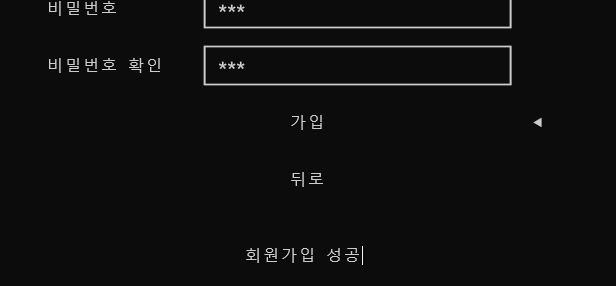 비밀번호 ***
비밀번호 확인 ***
가입 ◀
뒤로
회원가입 성공